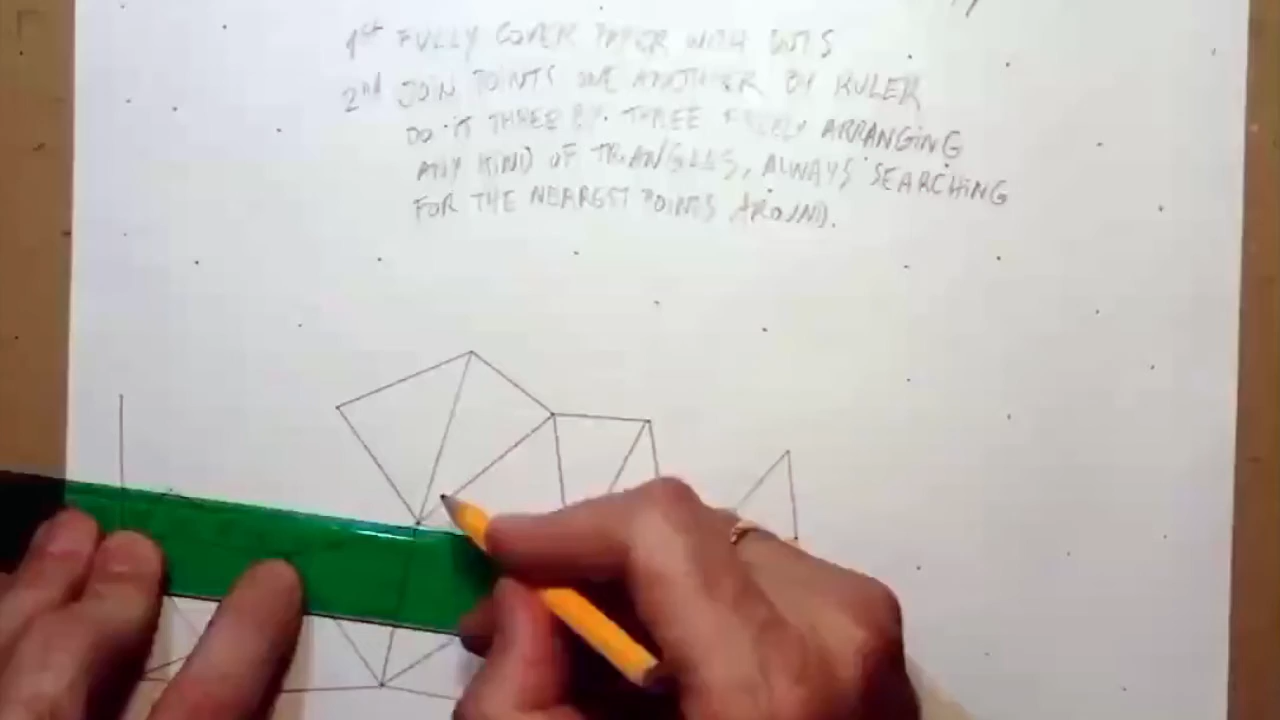 1st FULLY COVER PAPER WITH DOTS
2nd JOIN POINTS ONE ANOTHER BY RULER
DO IT THREE BY THREE FREELY ARRANGING
ANY KIND OF TRIANGLES, ALWAYS SEARCHING
FOR THE NEAREST POINTS AROUND.